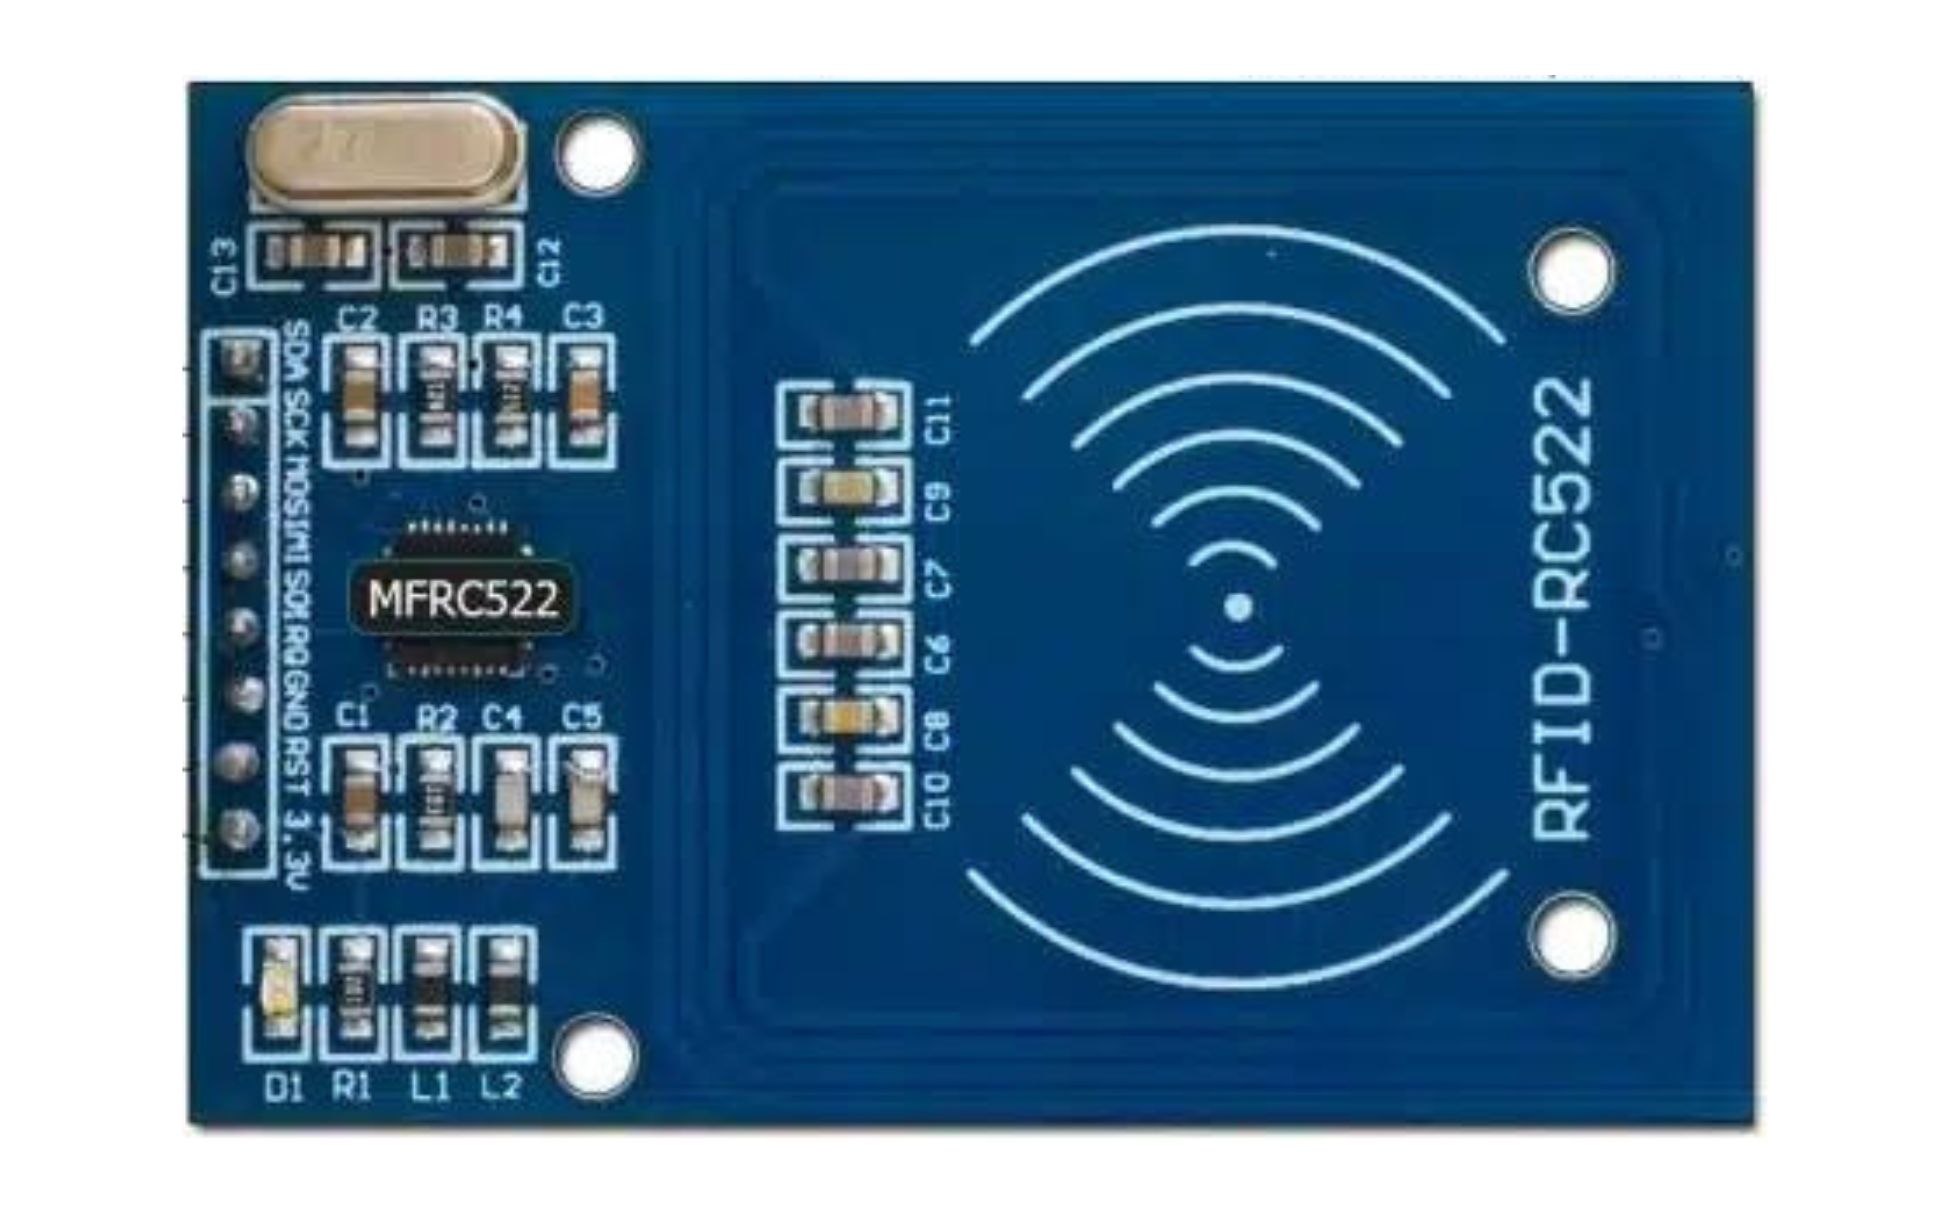 C13
C12
C2
R3
R4
C3
SDA SCK MOSI MISO IRQ GND RST 3.3V
MFRC522
C1
R2
C4
C5
C11
C9
C7
C6
C8
C10
RFID-RC522
D1
R1
L1
L2